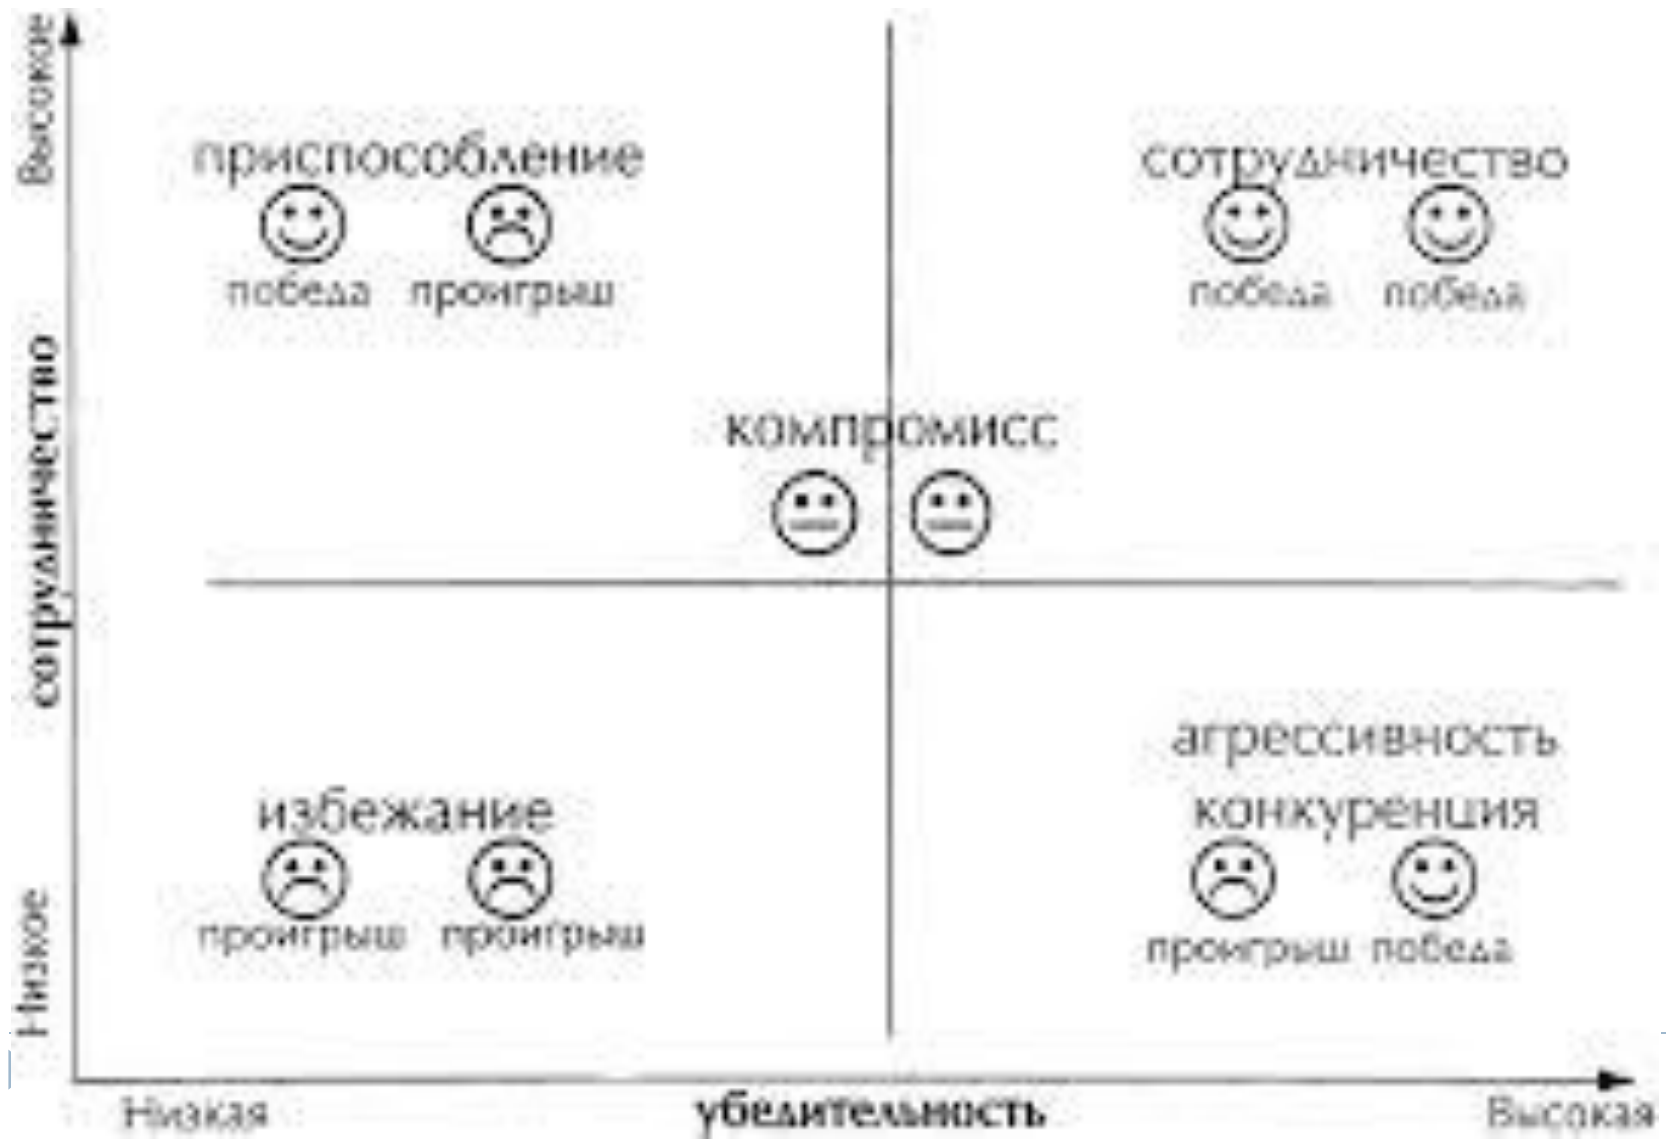 Высокое
приспособление
сотрудничество
победа проигрыш
победа победа
сотрудничество
компромисс
агрессивность
избежание
конкуренция
проигрыш проигрыш
проигрыш победа
Низкое
Низкая
убедительность
Высокая